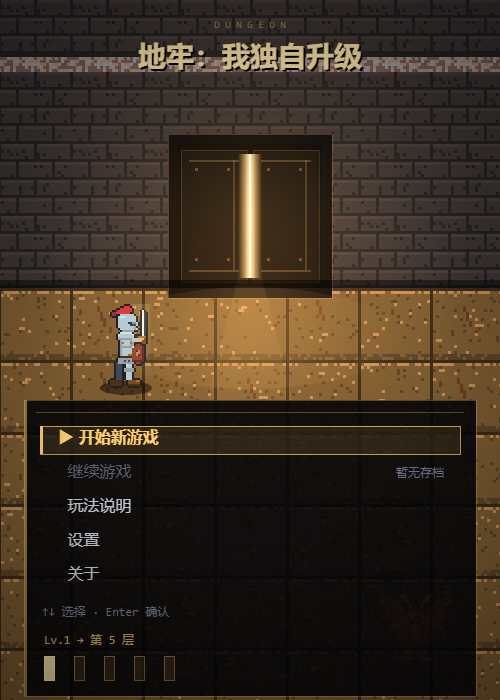 DUNGEON
地牢：我独自升级
▶ 开始新游戏
继续游戏 暂无存档
玩法说明
设置
关于
↑↓ 选择 · Enter 确认
Lv.1 → 第 5 层